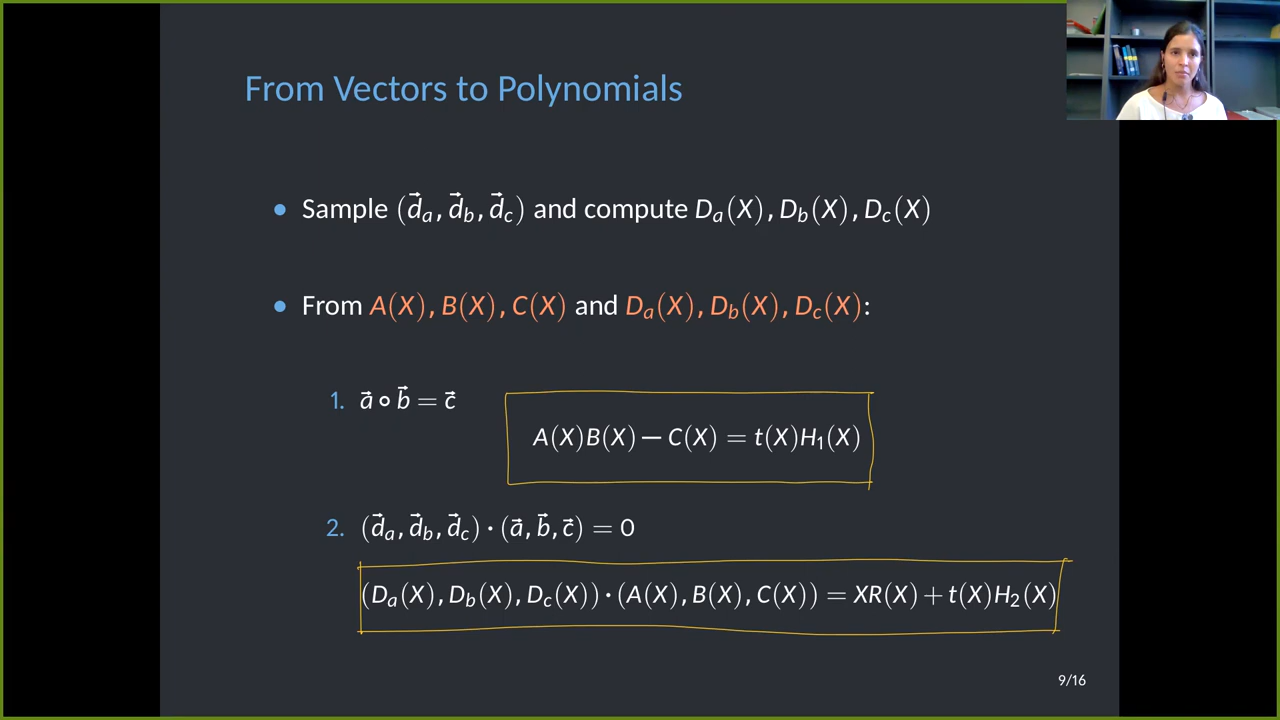 From Vectors to Polynomials
• Sample (d⃗ₐ, d⃗_b, d⃗_c) and compute Dₐ(X), D_b(X), D_c(X)
• From A(X), B(X), C(X) and Dₐ(X), D_b(X), D_c(X):
1. a⃗ ∘ b⃗ = c⃗
A(X)B(X) − C(X) = t(X)H₁(X)
2. (d⃗ₐ, d⃗_b, d⃗_c) · (a⃗, b⃗, c⃗) = 0
(Dₐ(X), D_b(X), D_c(X)) · (A(X), B(X), C(X)) = XR(X) + t(X)H₂(X)
9/16